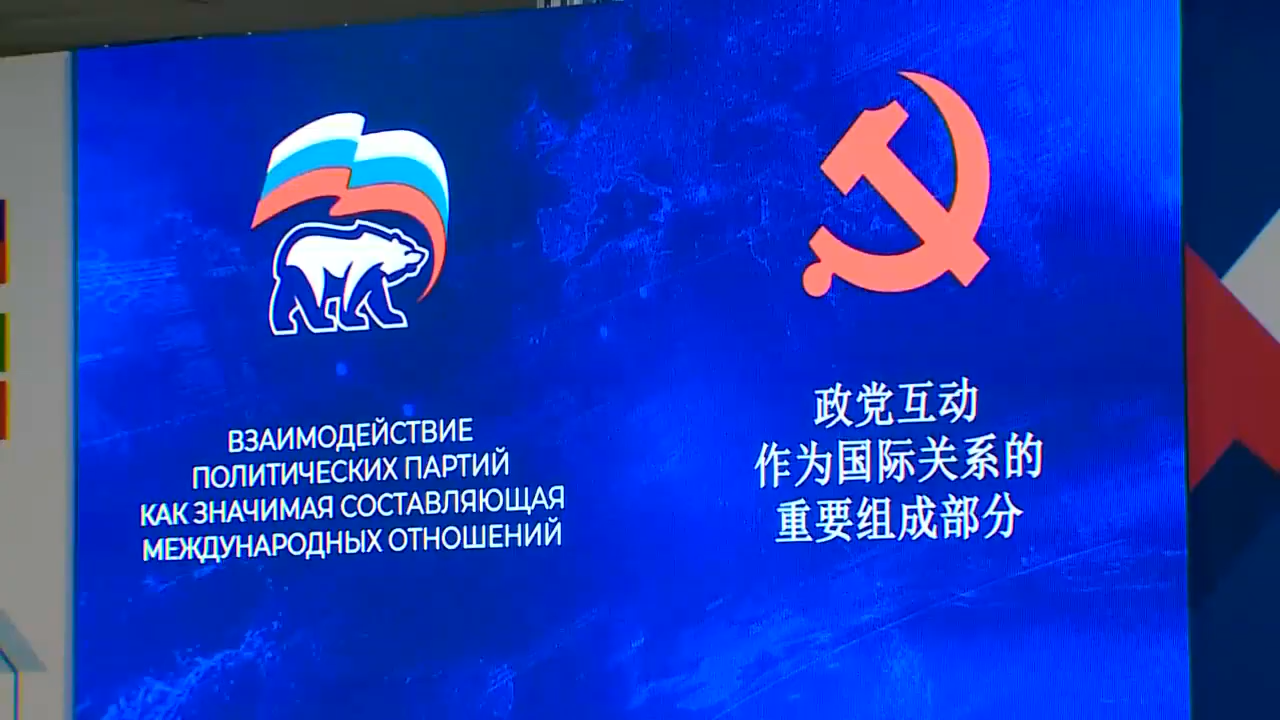 ВЗАИМОДЕЙСТВИЕ
ПОЛИТИЧЕСКИХ ПАРТИЙ
КАК ЗНАЧИМАЯ СОСТАВЛЯЮЩАЯ
МЕЖДУНАРОДНЫХ ОТНОШЕНИЙ
政党互动
作为国际关系的
重要组成部分